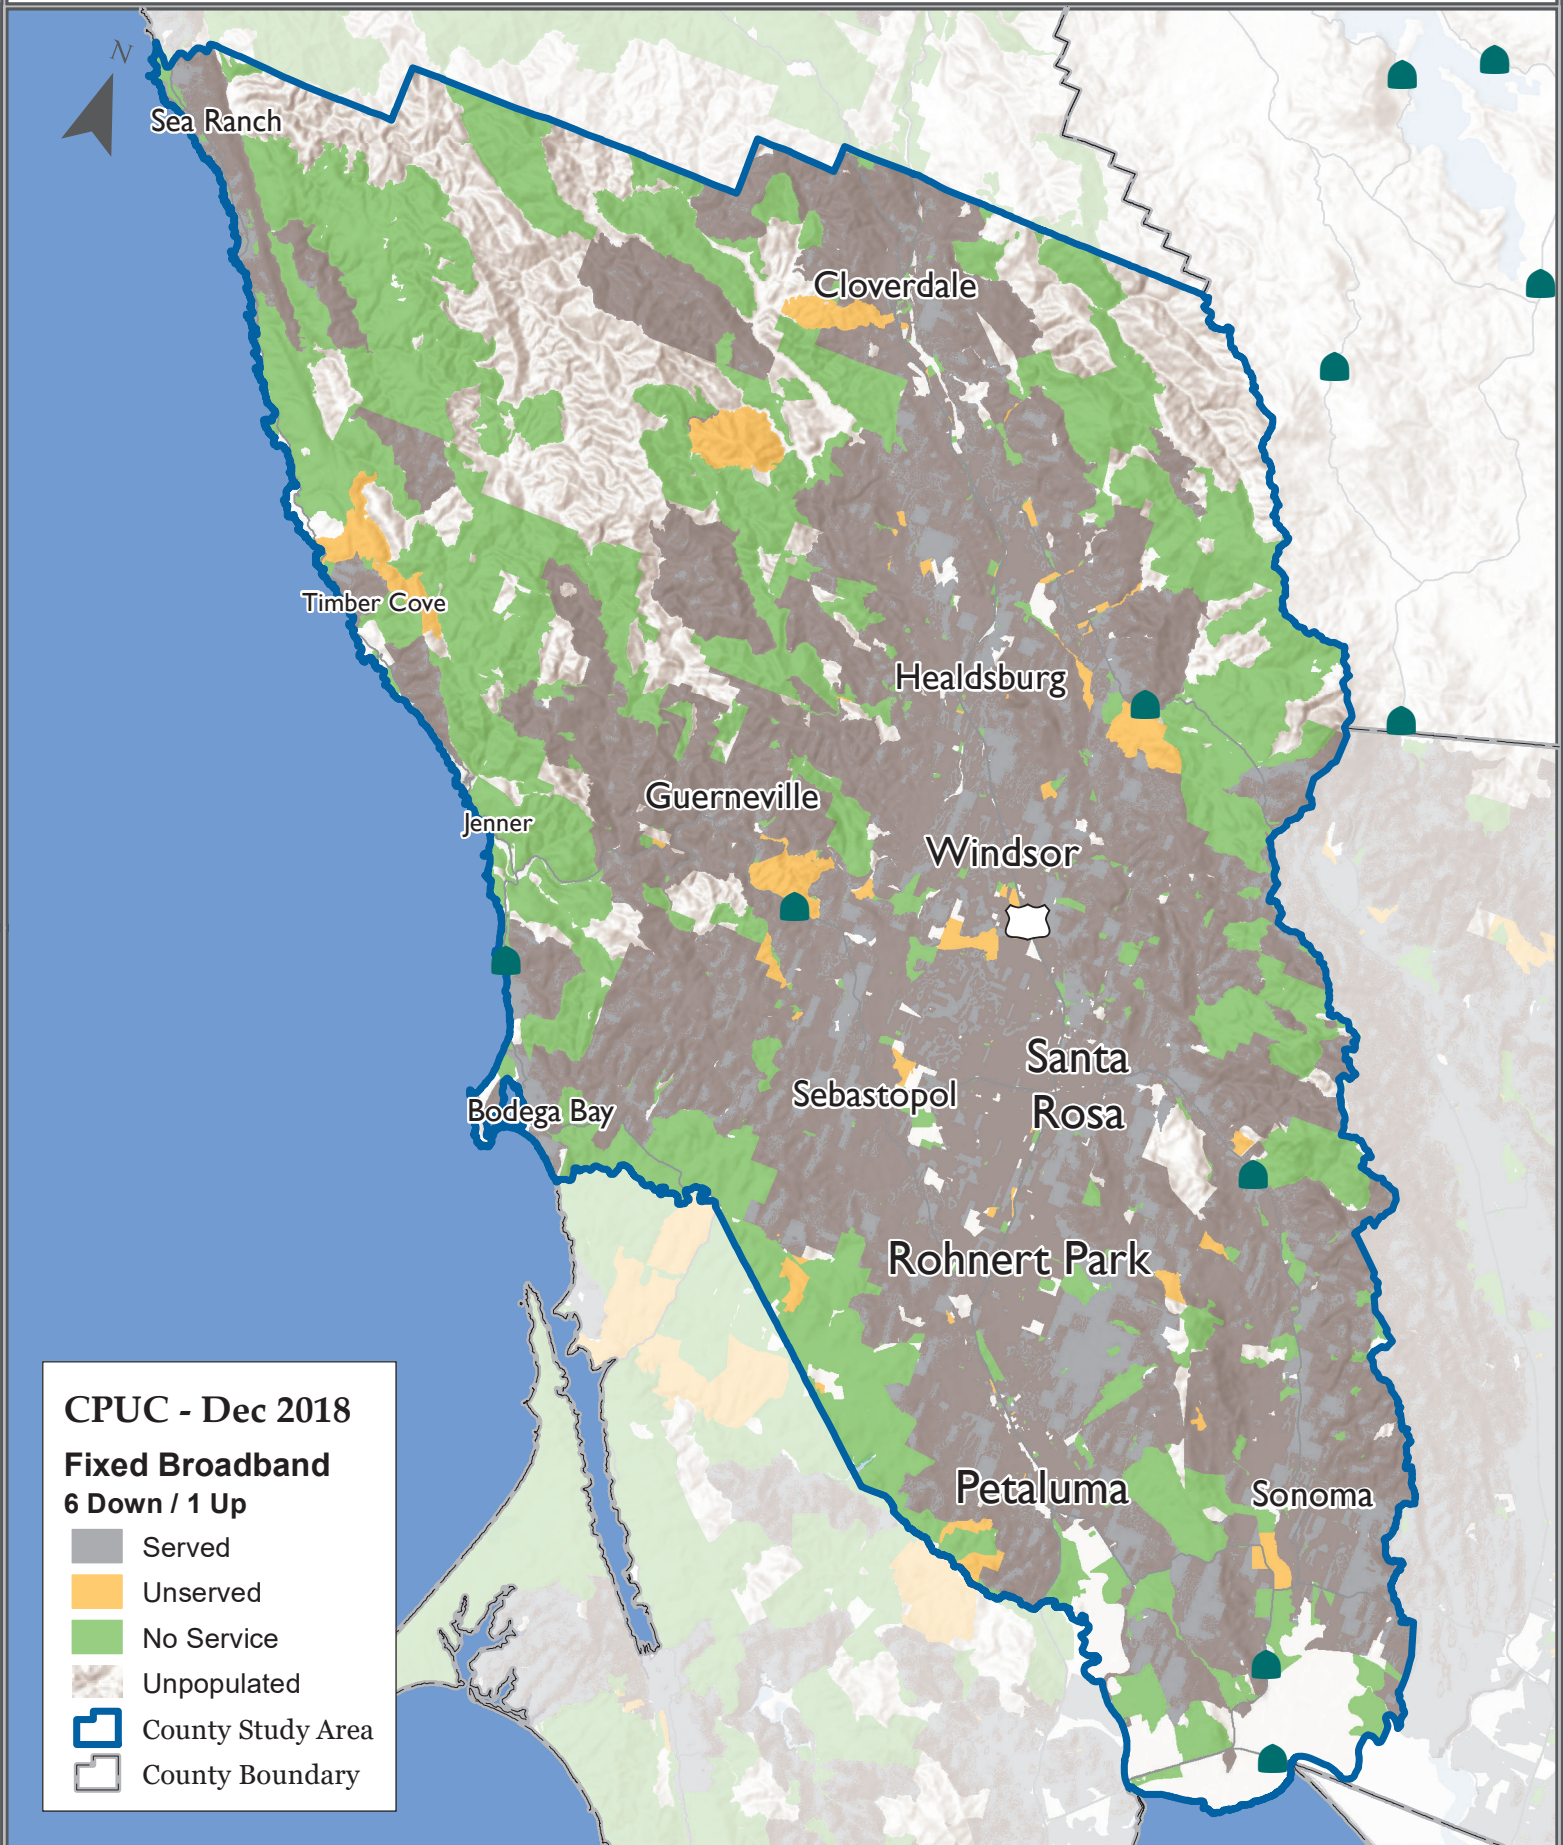 N
Sea Ranch
Cloverdale
Timber Cove
Healdsburg
Guerneville
Jenner
Windsor
Santa
Rosa
Sebastopol
Bodega Bay
Rohnert Park
Petaluma
Sonoma
CPUC - Dec 2018
Fixed Broadband
6 Down / 1 Up
Served
Unserved
No Service
Unpopulated
County Study Area
County Boundary